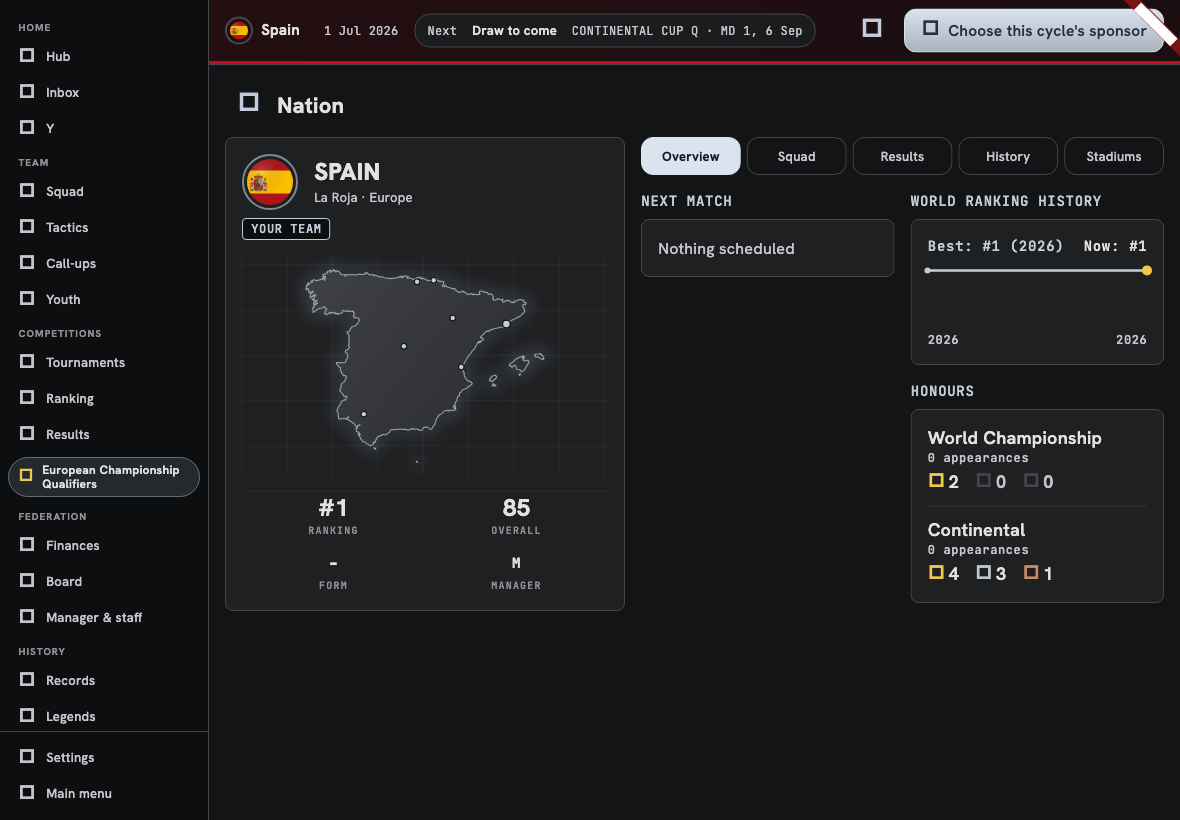 HOME
Hub
Inbox
Y
TEAM
Squad
Tactics
Call-ups
Youth
COMPETITIONS
Tournaments
Ranking
Results
European Championship
Qualifiers
FEDERATION
Finances
Board
Manager & staff
HISTORY
Records
Legends
Settings
Main menu
Spain 1 Jul 2026 Next Draw to come CONTINENTAL CUP Q · MD 1, 6 Sep Choose this cycle's sponsor
Nation
SPAIN
La Roja · Europe
YOUR TEAM
#1 85
RANKING OVERALL
- M
FORM MANAGER
Overview Squad Results History Stadiums
NEXT MATCH
Nothing scheduled
WORLD RANKING HISTORY
Best: #1 (2026) Now: #1
2026 2026
HONOURS
World Championship
0 appearances
2 0 0
Continental
0 appearances
4 3 1